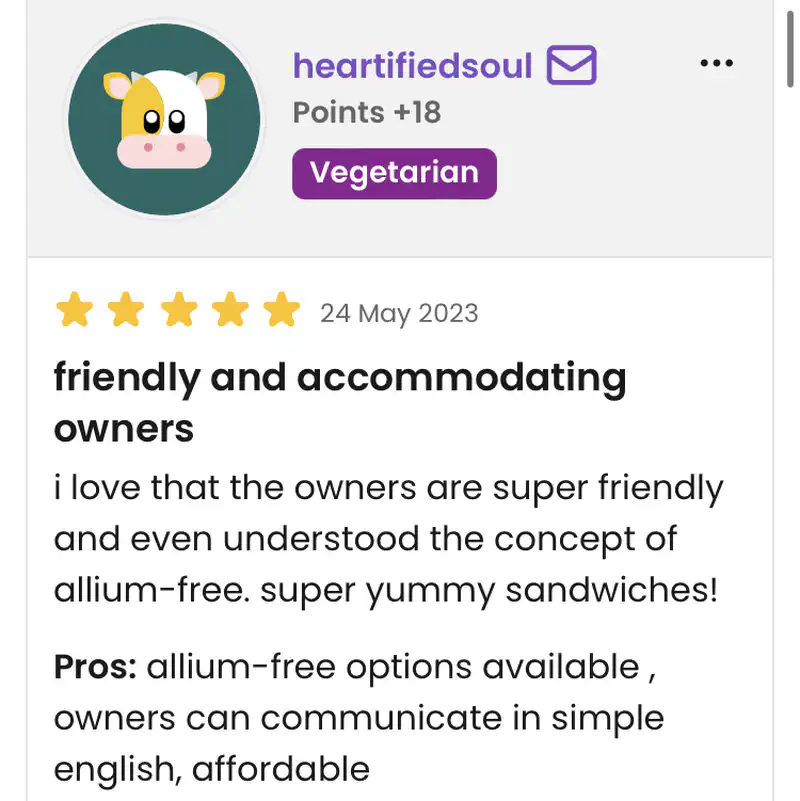 heartifiedsoul
Points +18
Vegetarian
24 May 2023
friendly and accommodating
owners
i love that the owners are super friendly
and even understood the concept of
allium-free. super yummy sandwiches!
Pros: allium-free options available ,
owners can communicate in simple
english, affordable